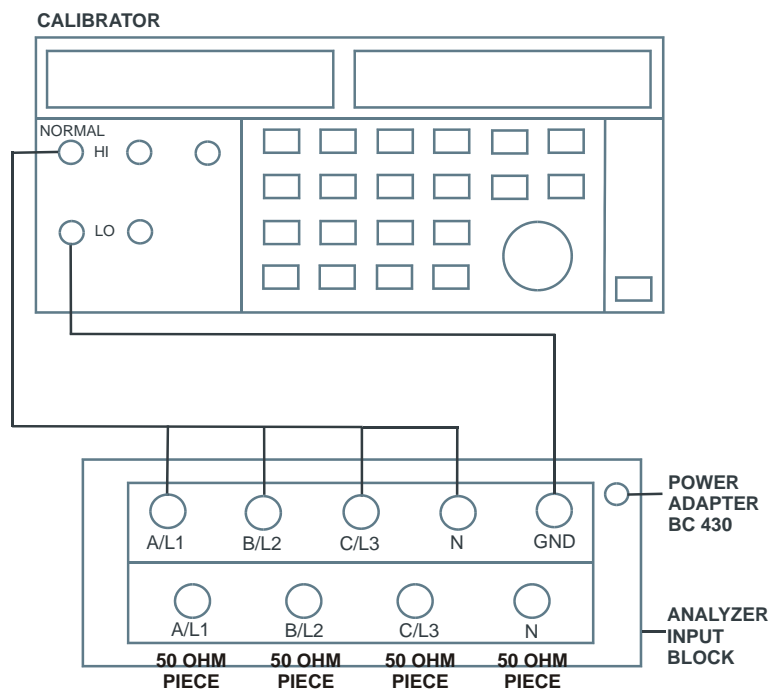 CALIBRATOR
NORMAL
HI
LO
A/L1 B/L2 C/L3 N GND
POWER
ADAPTER
BC 430
A/L1 B/L2 C/L3 N
ANALYZER
INPUT
BLOCK
50 OHM 50 OHM 50 OHM 50 OHM
PIECE PIECE PIECE PIECE